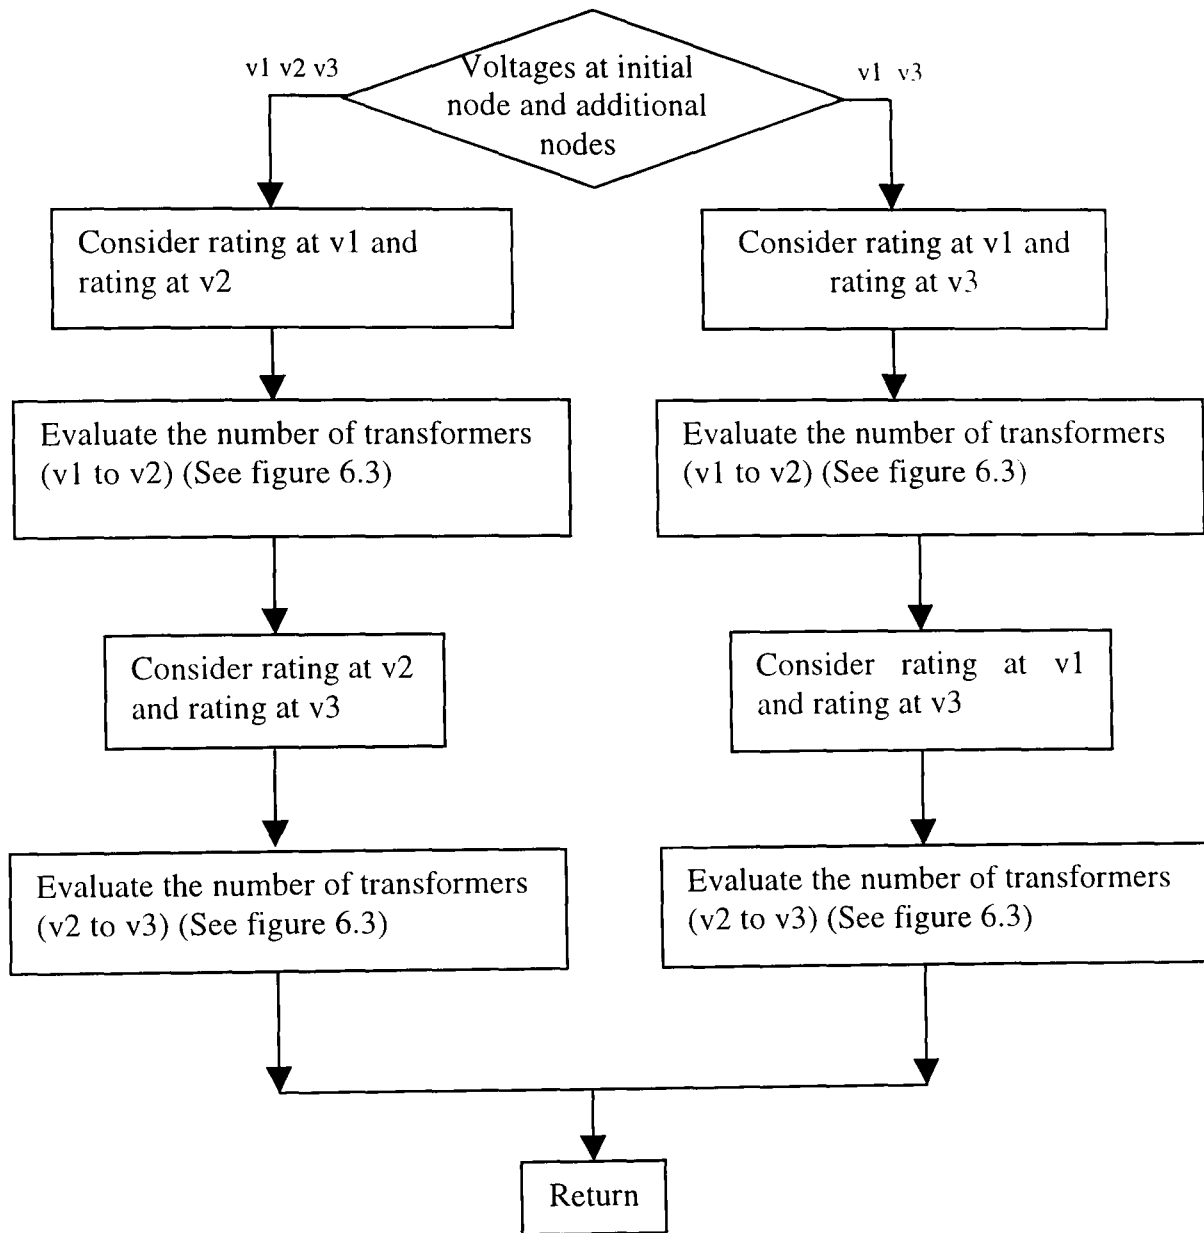 v1 v2 v3
Voltages at initial
node and additional
nodes
v1 v3
Consider rating at v1 and
rating at v2
Consider rating at v1 and
rating at v3
Evaluate the number of transformers
(v1 to v2) (See figure 6.3)
Evaluate the number of transformers
(v1 to v2) (See figure 6.3)
Consider rating at v2
and rating at v3
Consider rating at v1
and rating at v3
Evaluate the number of transformers
(v2 to v3) (See figure 6.3)
Evaluate the number of transformers
(v2 to v3) (See figure 6.3)
Return